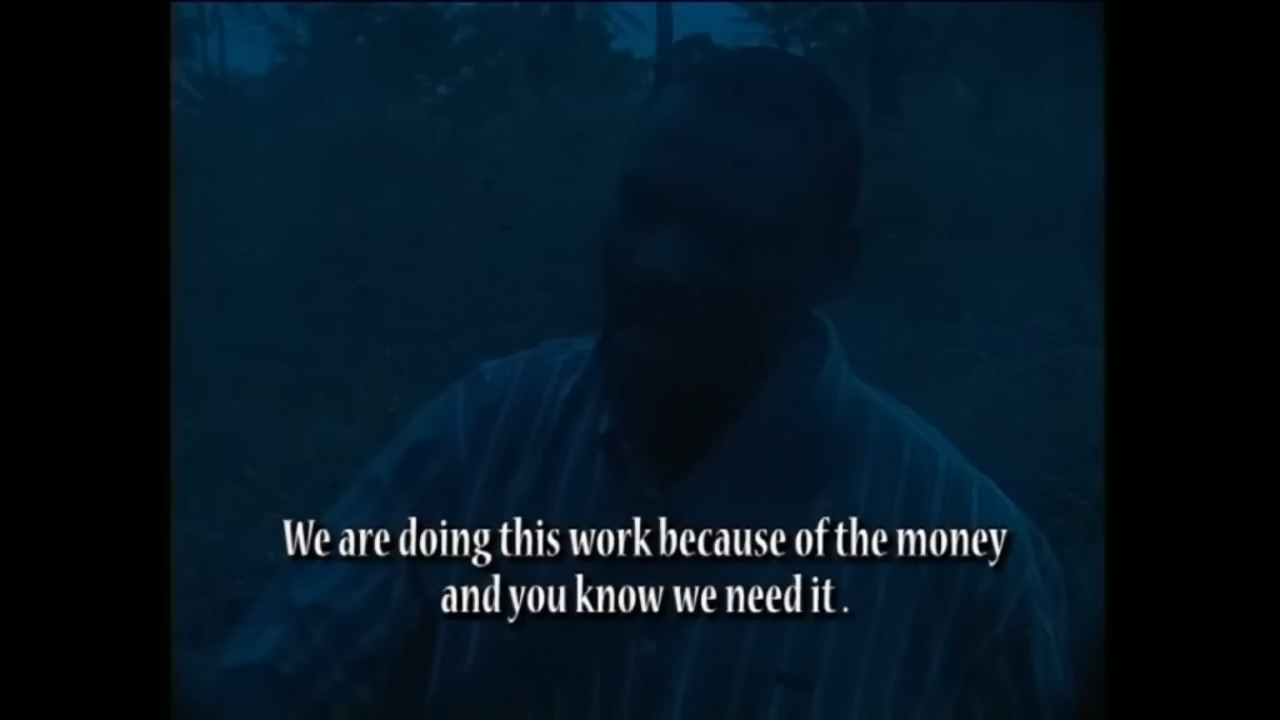 We are doing this work because of the money
and you know we need it .